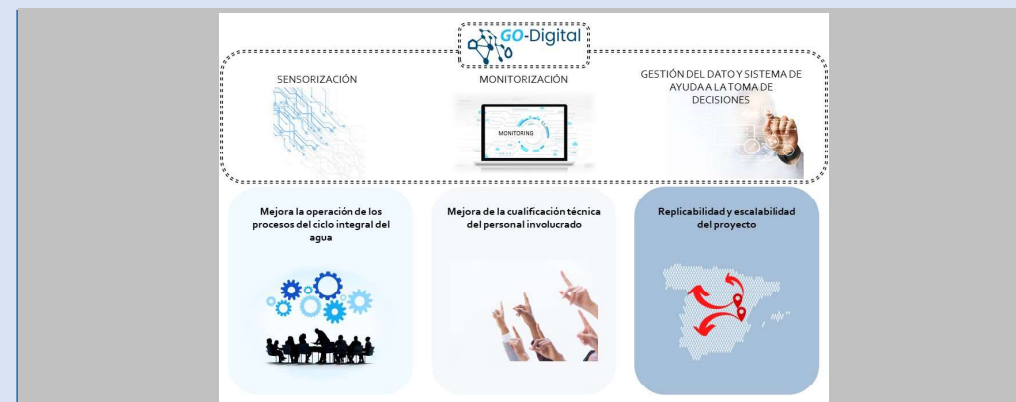 GO-Digital
SENSORIZACIÓN
MONITORIZACIÓN
GESTIÓN DEL DATO Y SISTEMA DE
AYUDA A LA TOMA DE
DECISIONES
MONITORING
Mejora la operación de los
procesos del ciclo integral del
agua
Mejora de la cualificación técnica
del personal involucrado
Replicabilidad y escalabilidad
del proyecto